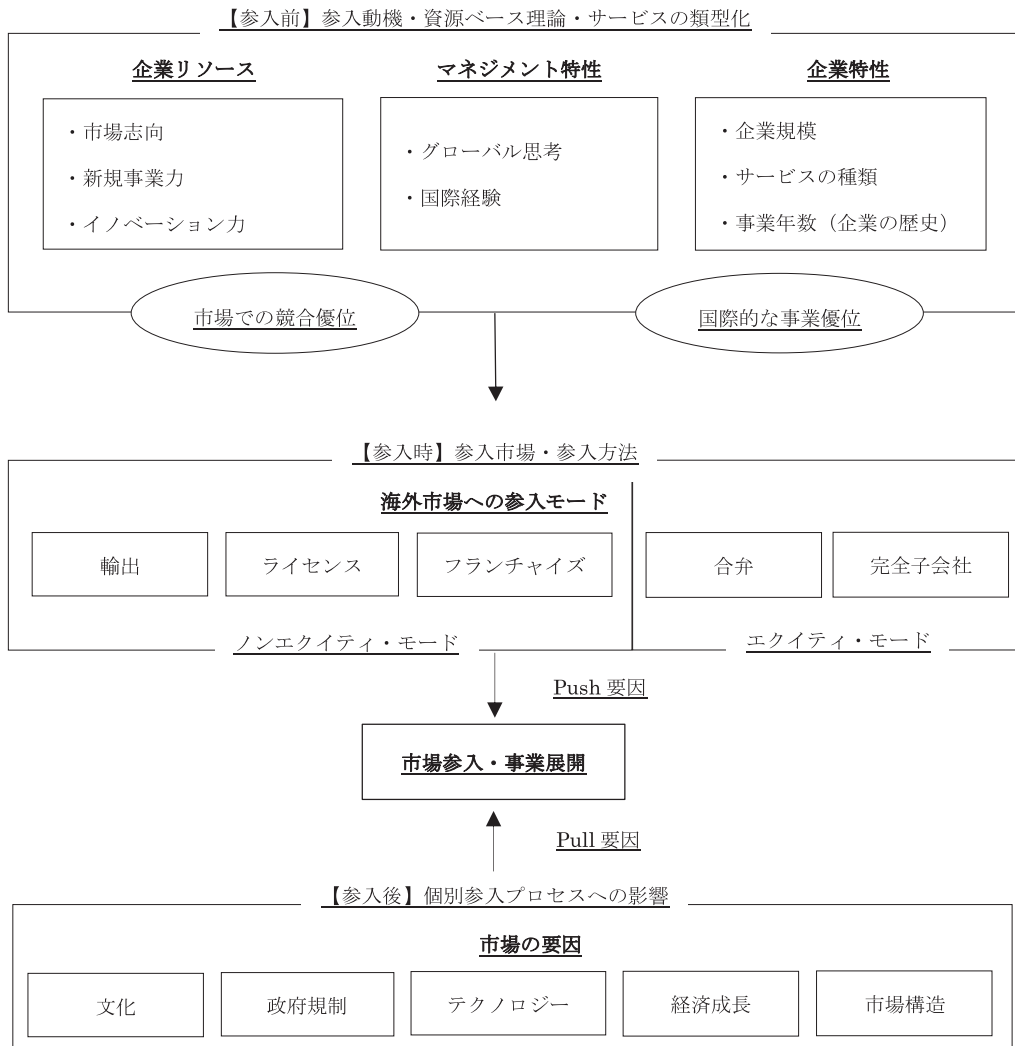 【参入前】参入動機・資源ベース理論・サービスの類型化
企業リソース
・市場志向
・新規事業力
・イノベーション力
マネジメント特性
・グローバル思考
・国際経験
企業特性
・企業規模
・サービスの種類
・事業年数（企業の歴史）
市場での競合優位
国際的な事業優位
【参入時】参入市場・参入方法
海外市場への参入モード
輸出
ライセンス
フランチャイズ
合弁
完全子会社
ノンエクイティ・モード
エクイティ・モード
Push 要因
市場参入・事業展開
Pull 要因
【参入後】個別参入プロセスへの影響
市場の要因
文化
政府規制
テクノロジー
経済成長
市場構造